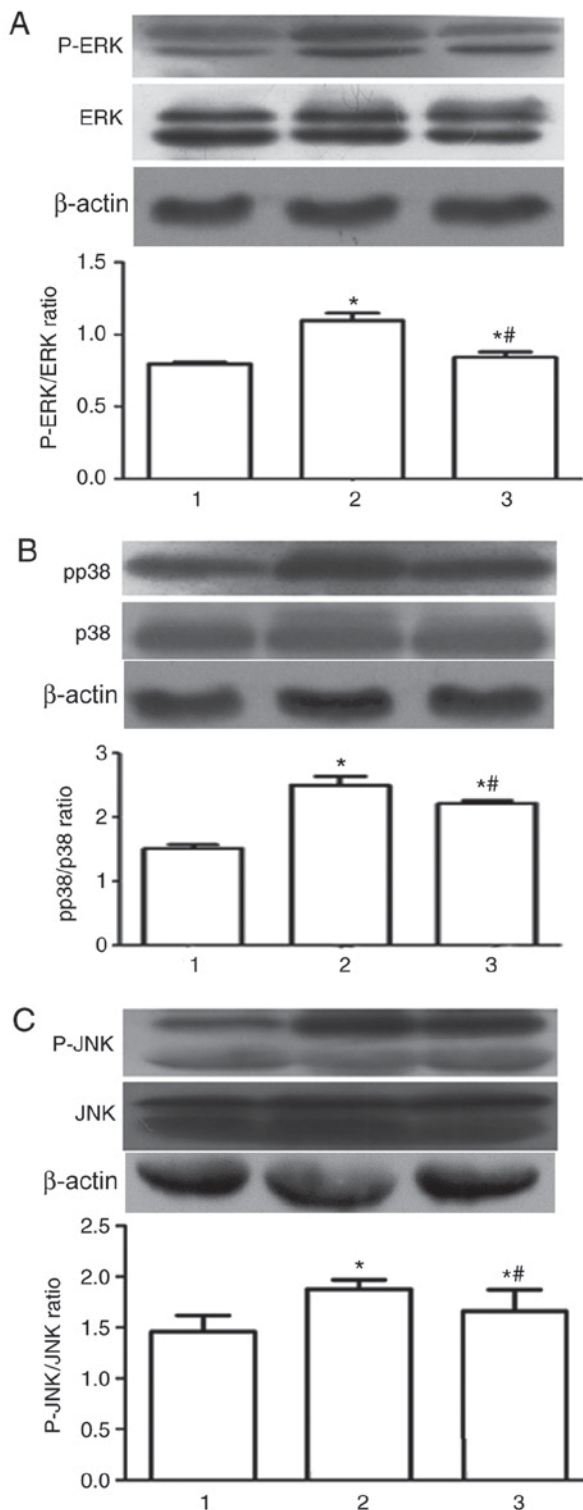 A
P-ERK
ERK
β-actin
1.5
1.0
0.5
0.0
P-ERK/ERK ratio
*
*#
1 2 3
B
pp38
p38
β-actin
3
2
1
0
pp38/p38 ratio
*
*#
1 2 3
C
P-JNK
JNK
β-actin
2.5
2.0
1.5
1.0
0.5
0.0
P-JNK/JNK ratio
*
*#
1 2 3